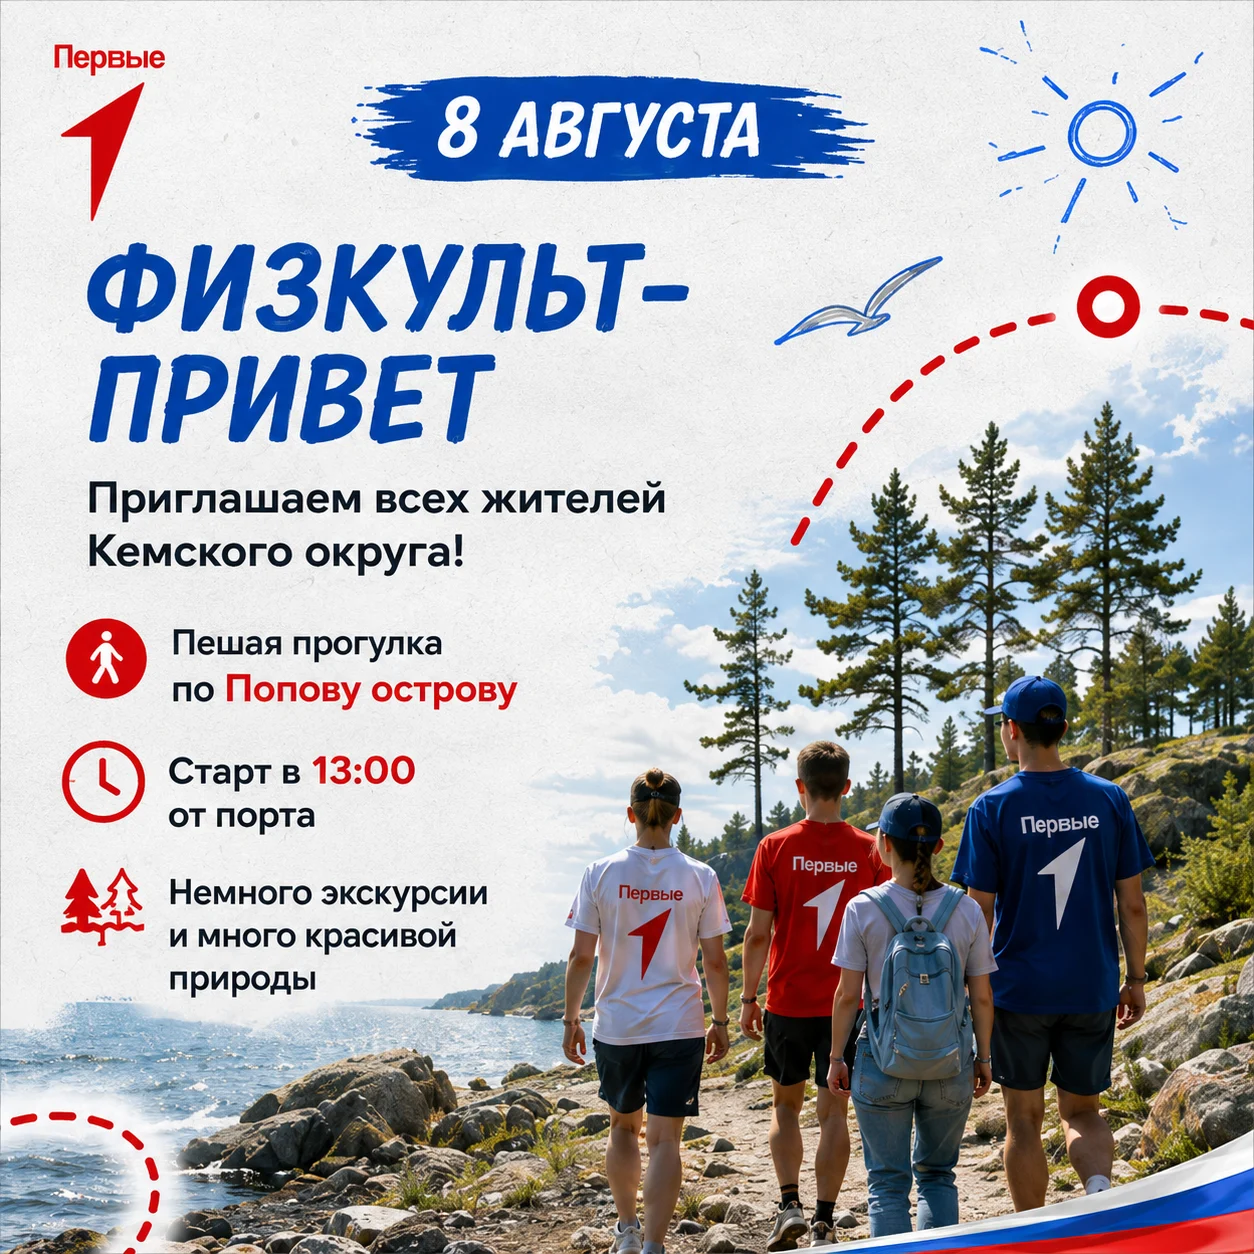 Первые
8 АВГУСТА
ФИЗКУЛЬТ-
ПРИВЕТ
Приглашаем всех жителей
Кемского округа!
Пешая прогулка
по Попову острову
Старт в 13:00
от порта
Немного экскурсии
и много красивой
природы
Первые
Первые
Первые